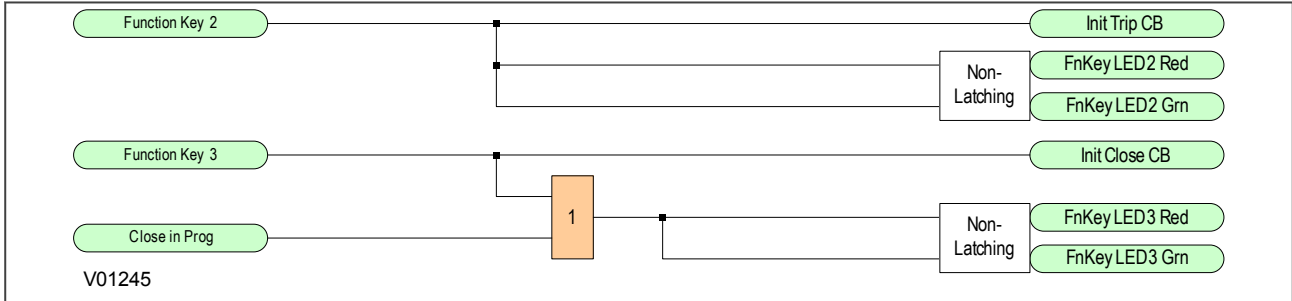 Function Key 2
Init Trip CB
Non-
Latching
FnKey LED2 Red
FnKey LED2 Grn
Function Key 3
Init Close CB
1
Close in Prog
Non-
Latching
FnKey LED3 Red
FnKey LED3 Grn
V01245